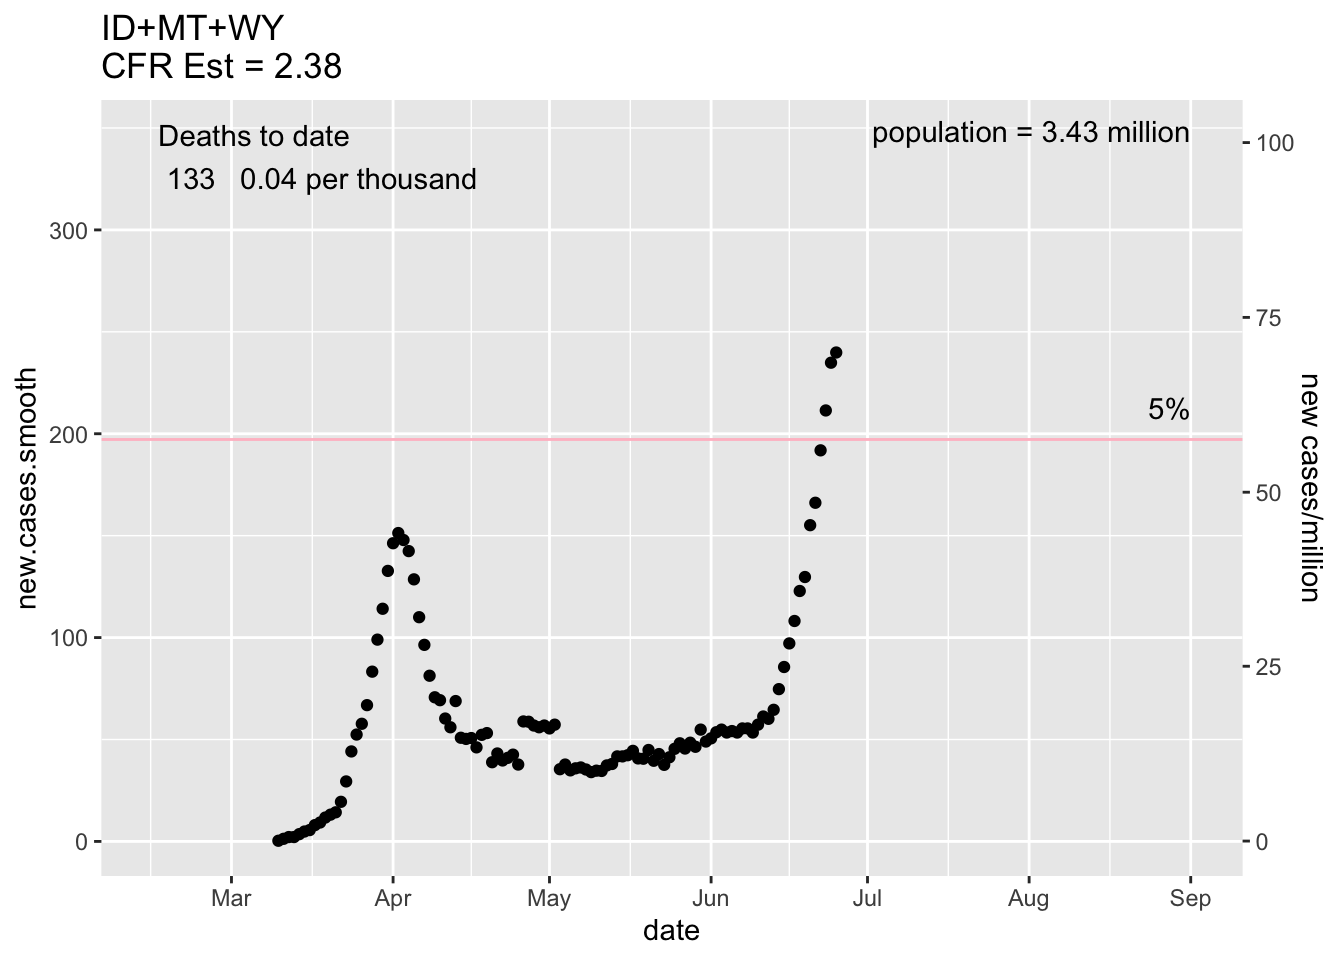 ID+MT+WY
CFR Est = 2.38
Deaths to date
133 0.04 per thousand
population = 3.43 million
5%
new.cases.smooth
300
200
100
0
100
75
50
25
0
new cases/million
Mar Apr May Jun Jul Aug Sep
date